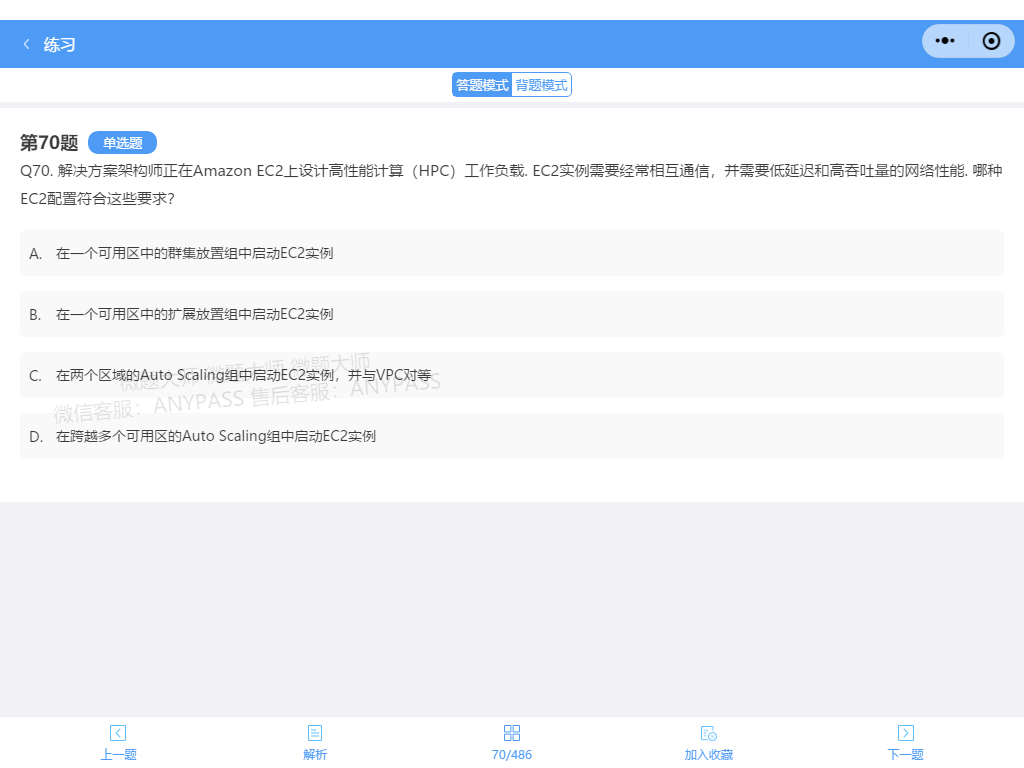 练习
答题模式 背题模式
第70题 单选题
Q70. 解决方案架构师正在Amazon EC2上设计高性能计算（HPC）工作负载. EC2实例需要经常相互通信，并需要低延迟和高吞吐量的网络性能. 哪种
EC2配置符合这些要求?
A. 在一个可用区中的群集放置组中启动EC2实例
B. 在一个可用区中的扩展放置组中启动EC2实例
C. 在两个区域的Auto Scaling组中启动EC2实例，并与VPC对等
微题大师 微题大师 微题大师
微信客服：ANYPASS 售后客服：ANYPASS
D. 在跨越多个可用区的Auto Scaling组中启动EC2实例
上一题 解析 70/486 加入收藏 下一题